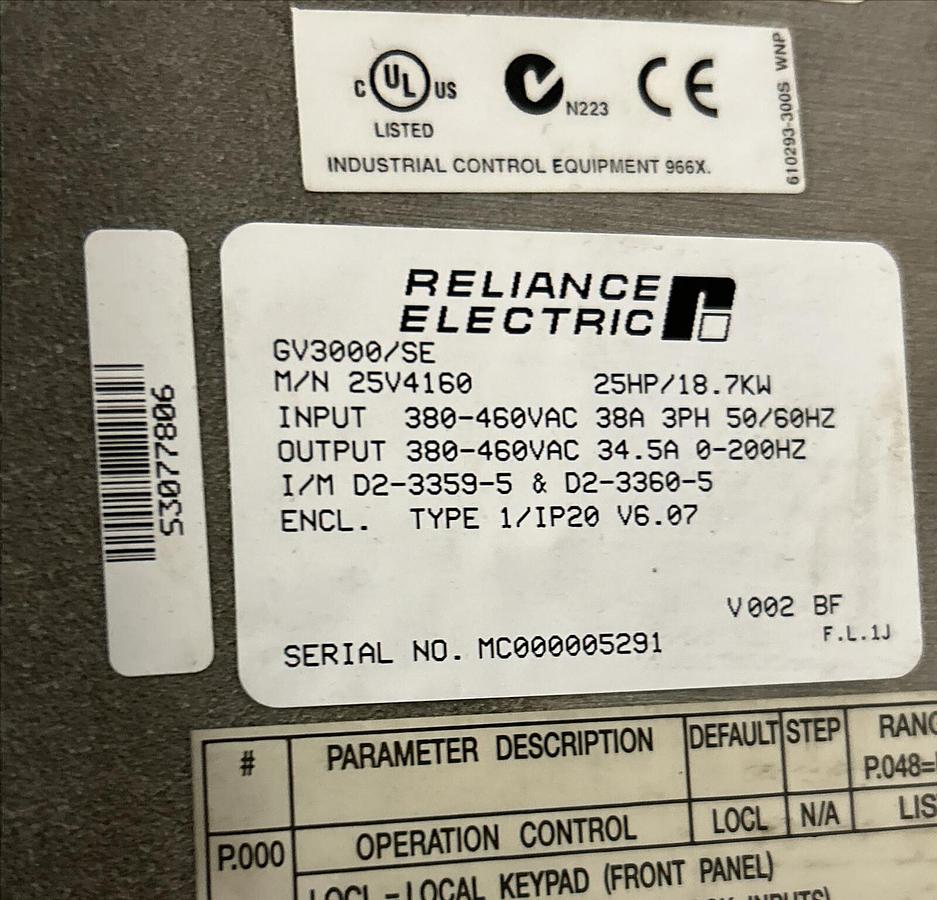 C UL US
LISTED
N223
CE
INDUSTRIAL CONTROL EQUIPMENT 966X.
610293-300S WNP
S3077806
RELIANCE
ELECTRIC
GV3000/SE
M/N 25V4160 25HP/18.7KW
INPUT 380-460VAC 38A 3PH 50/60HZ
OUTPUT 380-460VAC 34.5A 0-200HZ
I/M D2-3359-5 & D2-3360-5
ENCL. TYPE 1/IP20 V6.07
V002 BF
F.L.1J
SERIAL NO. MC000005291
# PARAMETER DESCRIPTION DEFAULT STEP
P.048=
P.000 OPERATION CONTROL LOCL N/A
LOCL - LOCAL KEYPAD (FRONT PANEL)